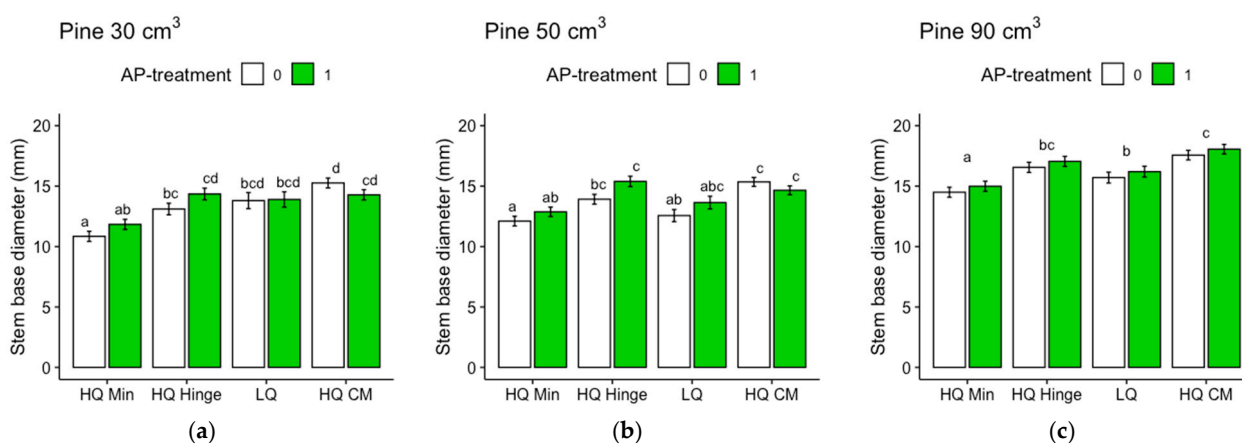 Pine 30 cm³
AP-treatment 0 1
Stem base diameter (mm)
20
15
10
5
0
a ab bc cd bcd bcd d cd
HQ Min HQ Hinge LQ HQ CM
(a)
Pine 50 cm³
AP-treatment 0 1
Stem base diameter (mm)
20
15
10
5
0
a ab bc c ab abc c c
HQ Min HQ Hinge LQ HQ CM
(b)
Pine 90 cm³
AP-treatment 0 1
Stem base diameter (mm)
20
15
10
5
0
a bc b c
HQ Min HQ Hinge LQ HQ CM
(c)